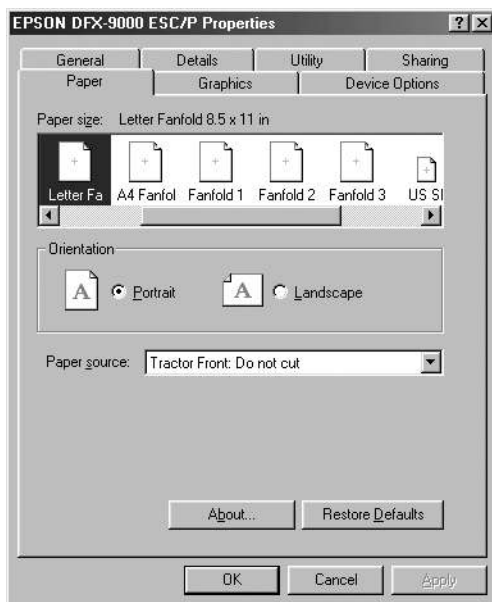 EPSON DFX-9000 ESC/P Properties ? ×
General Details Utility Sharing
Paper Graphics Device Options
Paper size: Letter Fanfold 8.5 x 11 in
Letter Fa A4 Fanfol Fanfold 1 Fanfold 2 Fanfold 3 US SI
Orientation
A Portrait A Landscape
Paper source: Tractor Front: Do not cut
About... Restore Defaults
OK Cancel Apply